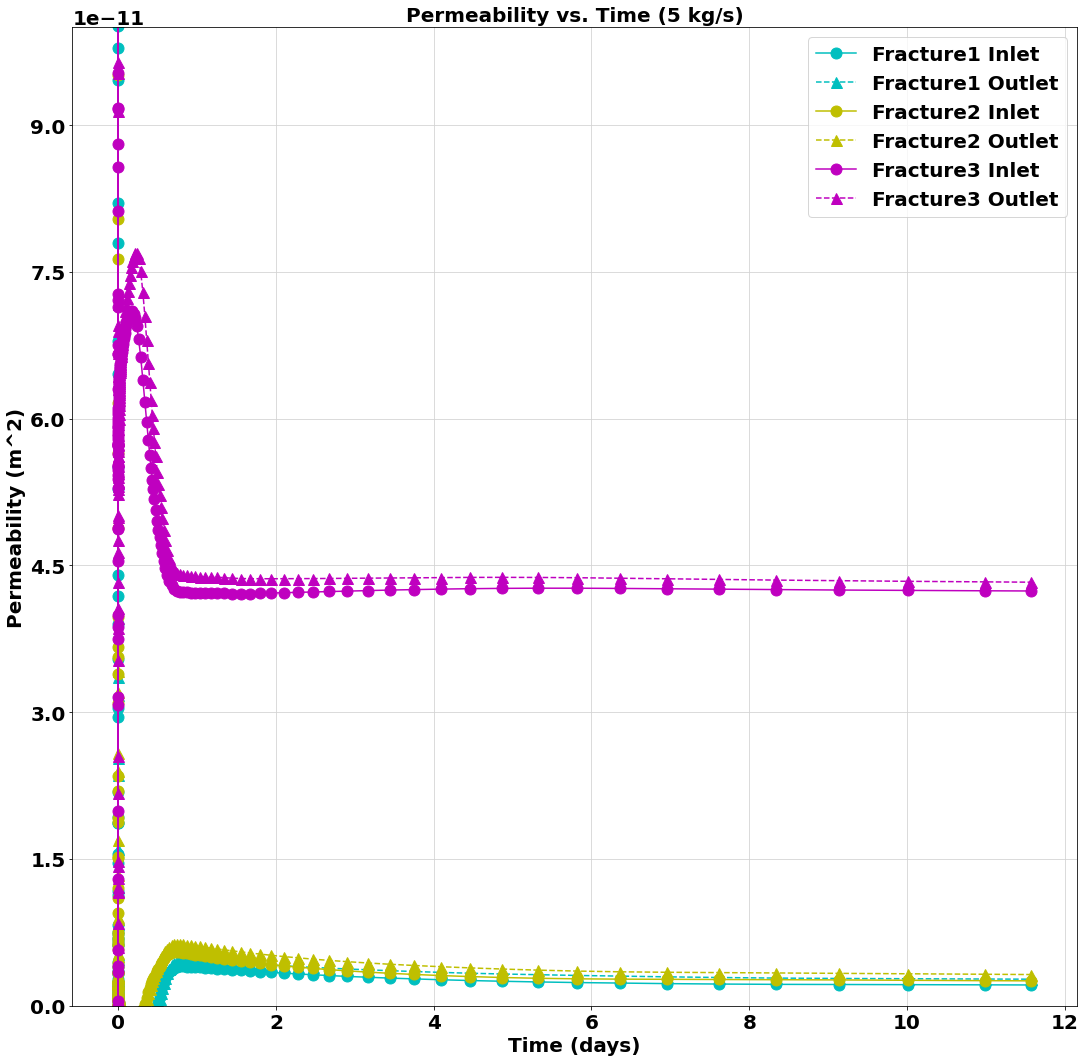 Permeability vs. Time (5 kg/s)
1e−11
Fracture1 Inlet
Fracture1 Outlet
Fracture2 Inlet
Fracture2 Outlet
Fracture3 Inlet
Fracture3 Outlet
9.0
7.5
6.0
4.5
3.0
1.5
0.0
Permeability (m^2)
0 2 4 6 8 10 12
Time (days)